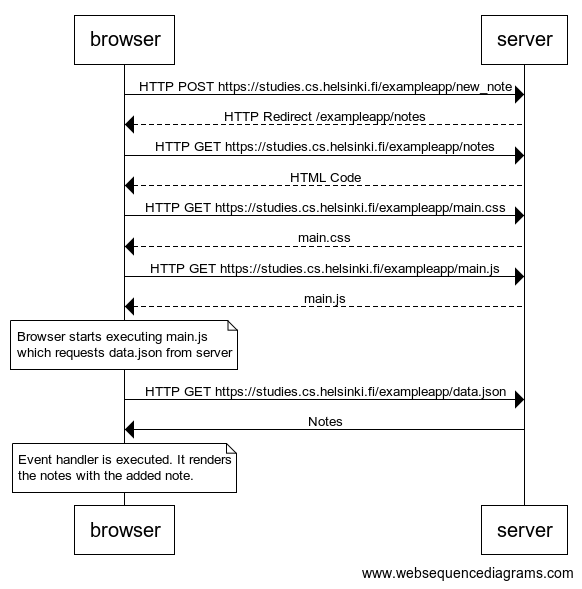 browser
server
HTTP POST https://studies.cs.helsinki.fi/exampleapp/new_note
HTTP Redirect /exampleapp/notes
HTTP GET https://studies.cs.helsinki.fi/exampleapp/notes
HTML Code
HTTP GET https://studies.cs.helsinki.fi/exampleapp/main.css
main.css
HTTP GET https://studies.cs.helsinki.fi/exampleapp/main.js
main.js
Browser starts executing main.js
which requests data.json from server
HTTP GET https://studies.cs.helsinki.fi/exampleapp/data.json
Notes
Event handler is executed. It renders
the notes with the added note.
browser
server
www.websequencediagrams.com